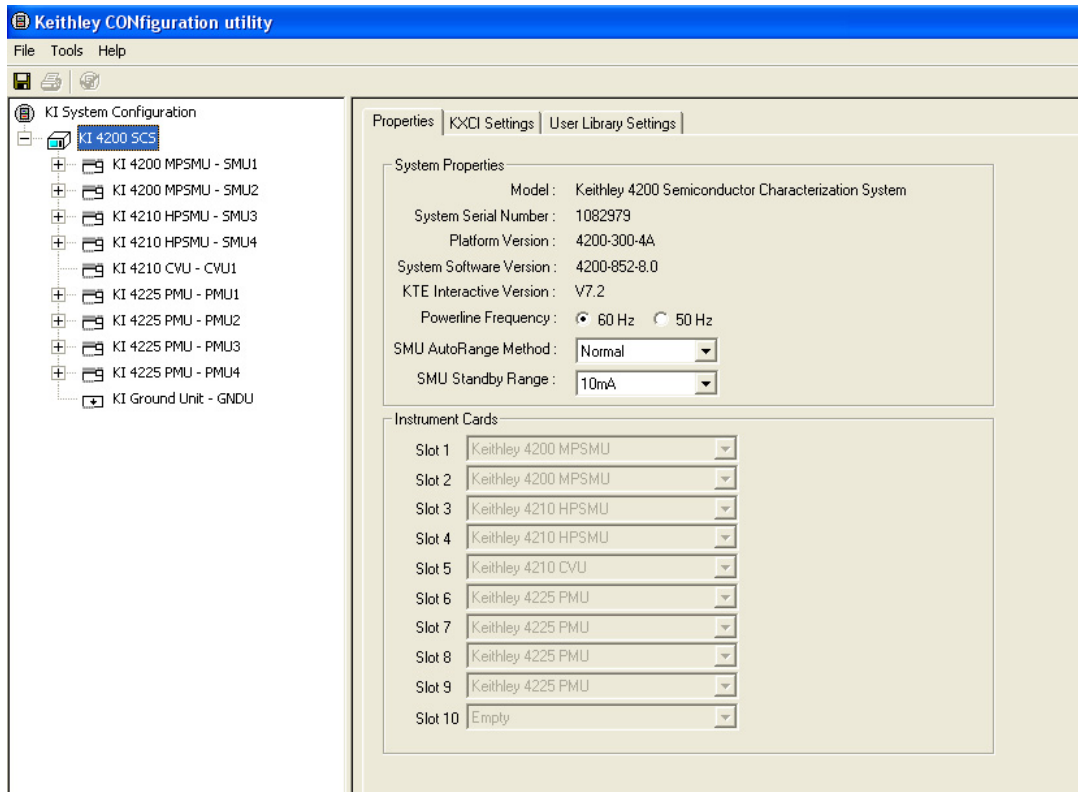 Keithley CONfiguration utility
File Tools Help
KI System Configuration
KI 4200 SCS
KI 4200 MPSMU - SMU1
KI 4200 MPSMU - SMU2
KI 4210 HPSMU - SMU3
KI 4210 HPSMU - SMU4
KI 4210 CVU - CVU1
KI 4225 PMU - PMU1
KI 4225 PMU - PMU2
KI 4225 PMU - PMU3
KI 4225 PMU - PMU4
KI Ground Unit - GNDU
Properties KXCI Settings User Library Settings
System Properties
Model : Keithley 4200 Semiconductor Characterization System
System Serial Number : 1082979
Platform Version : 4200-300-4A
System Software Version : 4200-852-8.0
KTE Interactive Version : V7.2
Powerline Frequency : 60 Hz 50 Hz
SMU AutoRange Method : Normal
SMU Standby Range : 10mA
Instrument Cards
Slot 1 Keithley 4200 MPSMU
Slot 2 Keithley 4200 MPSMU
Slot 3 Keithley 4210 HPSMU
Slot 4 Keithley 4210 HPSMU
Slot 5 Keithley 4210 CVU
Slot 6 Keithley 4225 PMU
Slot 7 Keithley 4225 PMU
Slot 8 Keithley 4225 PMU
Slot 9 Keithley 4225 PMU
Slot 10 Empty